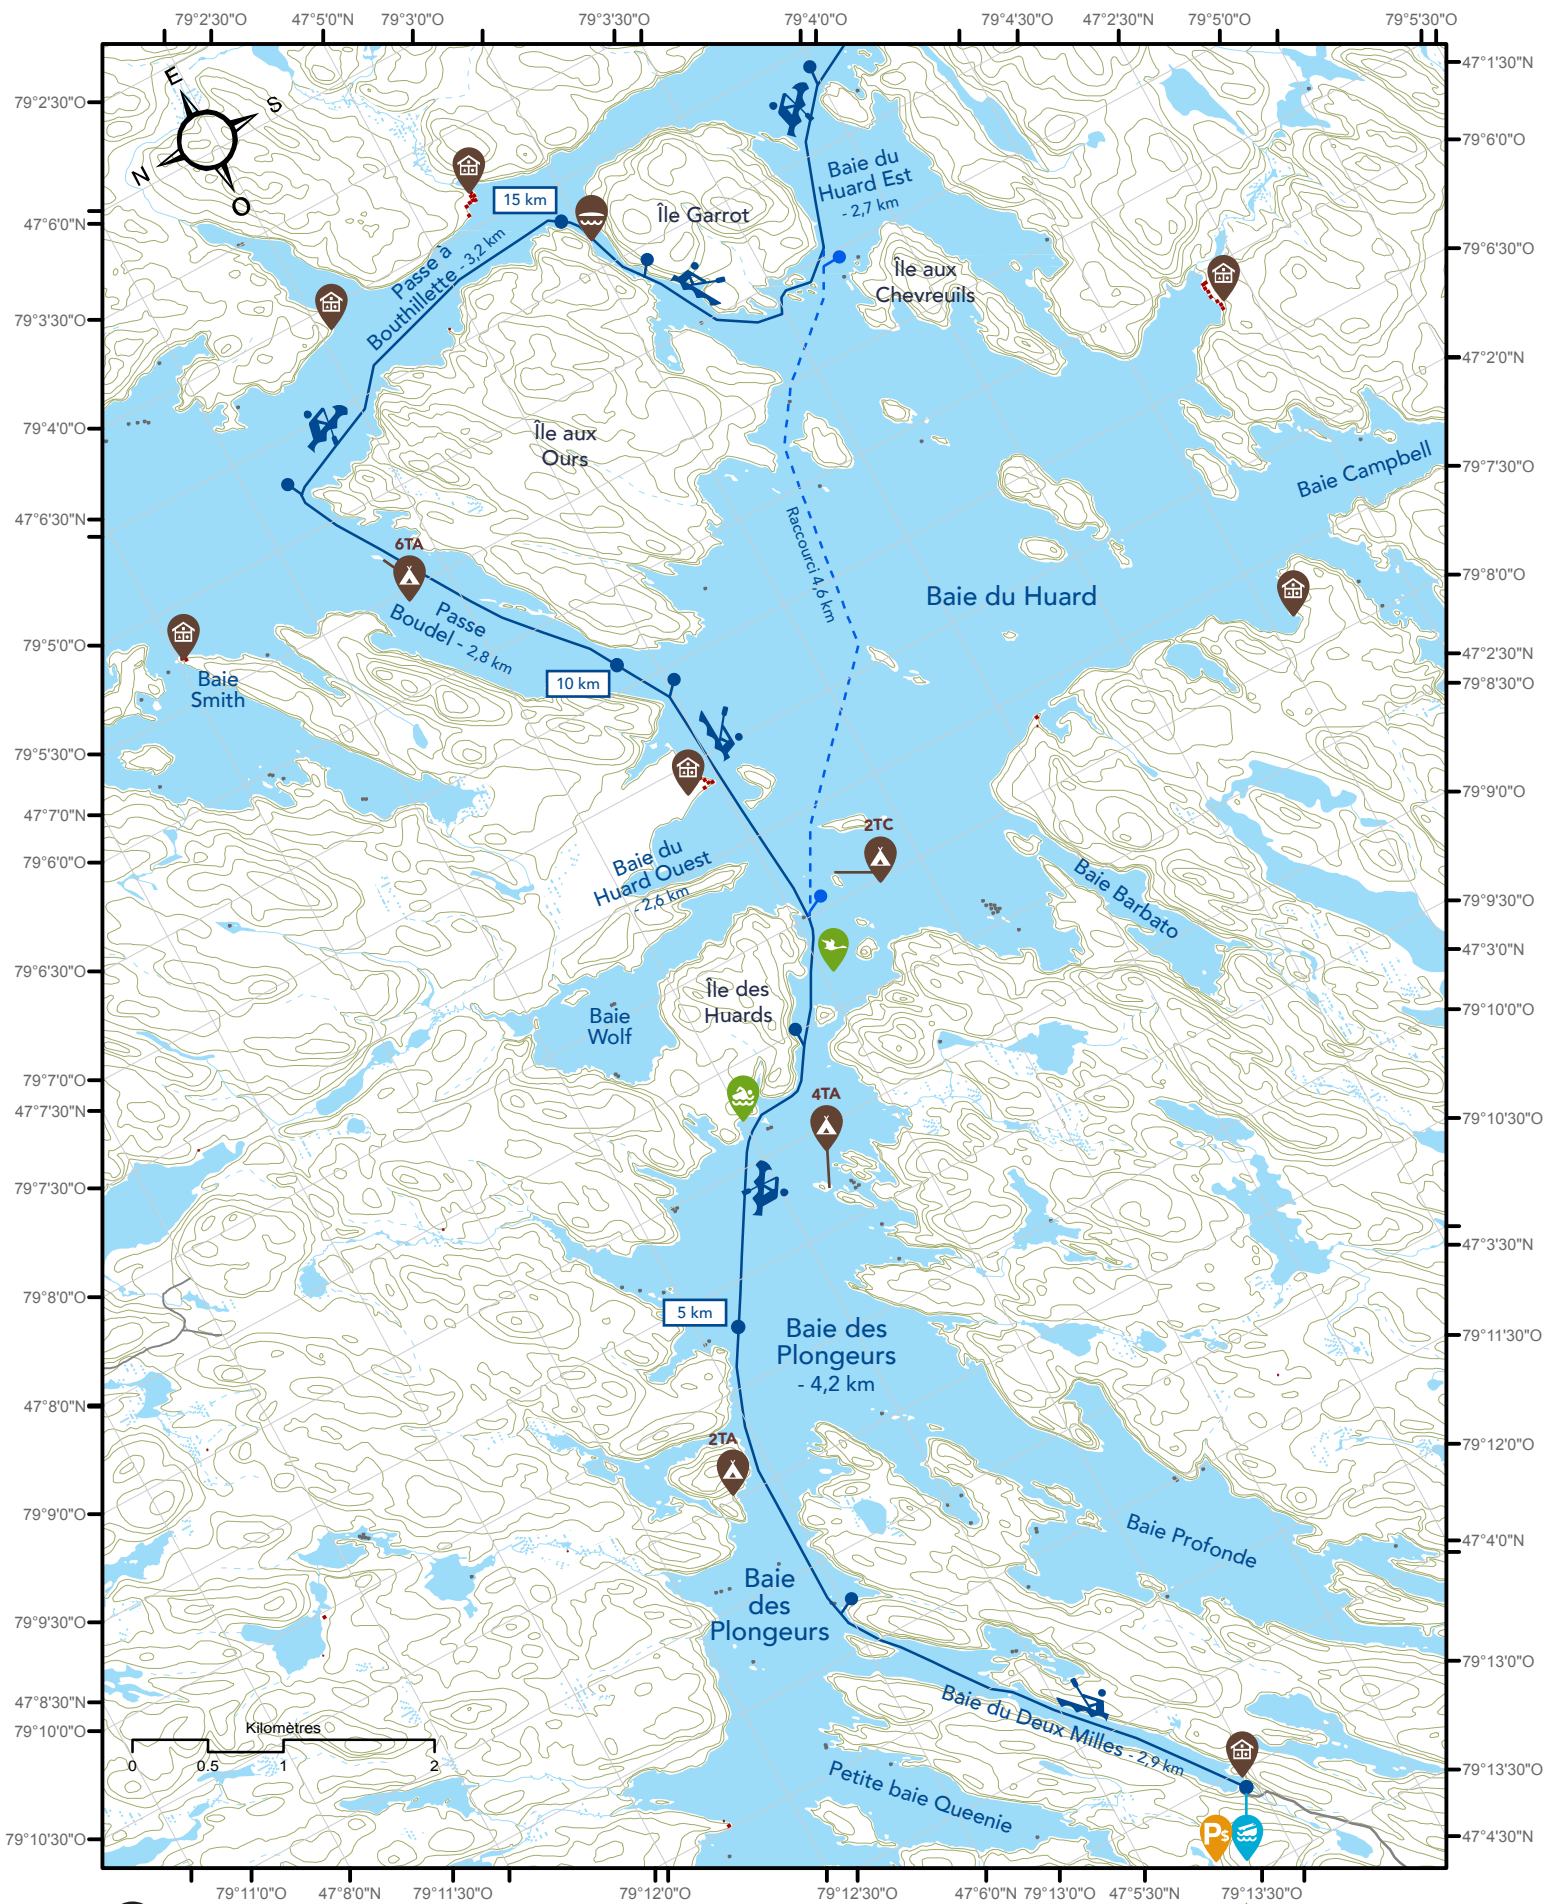 79°2'30"O
47°5'0"N
79°3'0"O
79°3'30"O
79°4'0"O
79°4'30"O
47°2'30"N
79°5'0"O
79°5'30"O
47°1'30"N
79°2'30"O
E
S
N
O
79°6'0"O
15 km
Baie du
Huard Est
- 2,7 km
Île Garrot
47°6'0"N
79°6'30"O
Passe à
Bouthillette - 3,2 km
Île aux
Chevreuils
79°3'30"O
47°2'0"N
79°4'0"O
Île aux
Ours
Baie Campbell
79°7'30"O
47°6'30"N
Raccourci 4,6 km
6TA
79°8'0"O
Baie du Huard
Passe
Boudel - 2,8 km
79°5'0"O
47°2'30"N
79°8'30"O
Baie
Smith
10 km
79°5'30"O
79°9'0"O
47°7'0"N
2TC
79°6'0"O
Baie du
Huard Ouest
- 2,6 km
Baie Barbato
79°9'30"O
47°3'0"N
79°6'30"O
Île des
Huards
79°10'0"O
Baie
Wolf
79°7'0"O
4TA
47°7'30"N
79°10'30"O
79°7'30"O
47°3'30"N
79°8'0"O
5 km
Baie des
Plongeurs
- 4,2 km
79°11'30"O
47°8'0"N
2TA
79°12'0"O
79°9'0"O
Baie Profonde
47°4'0"N
Baie
des
Plongeurs
79°9'30"O
79°13'0"O
47°8'30"N
79°10'0"O
Baie du Deux Milles - 2,9 km
Kilomètres
0
0.5
1
2
79°13'30"O
Petite baie Queenie
Ps
79°10'30"O
47°4'30"N
79°11'0"O
47°8'0"N
79°11'30"O
79°12'0"O
79°12'30"O
47°6'0"N
79°13'0"O
47°5'30"N
79°13'30"O